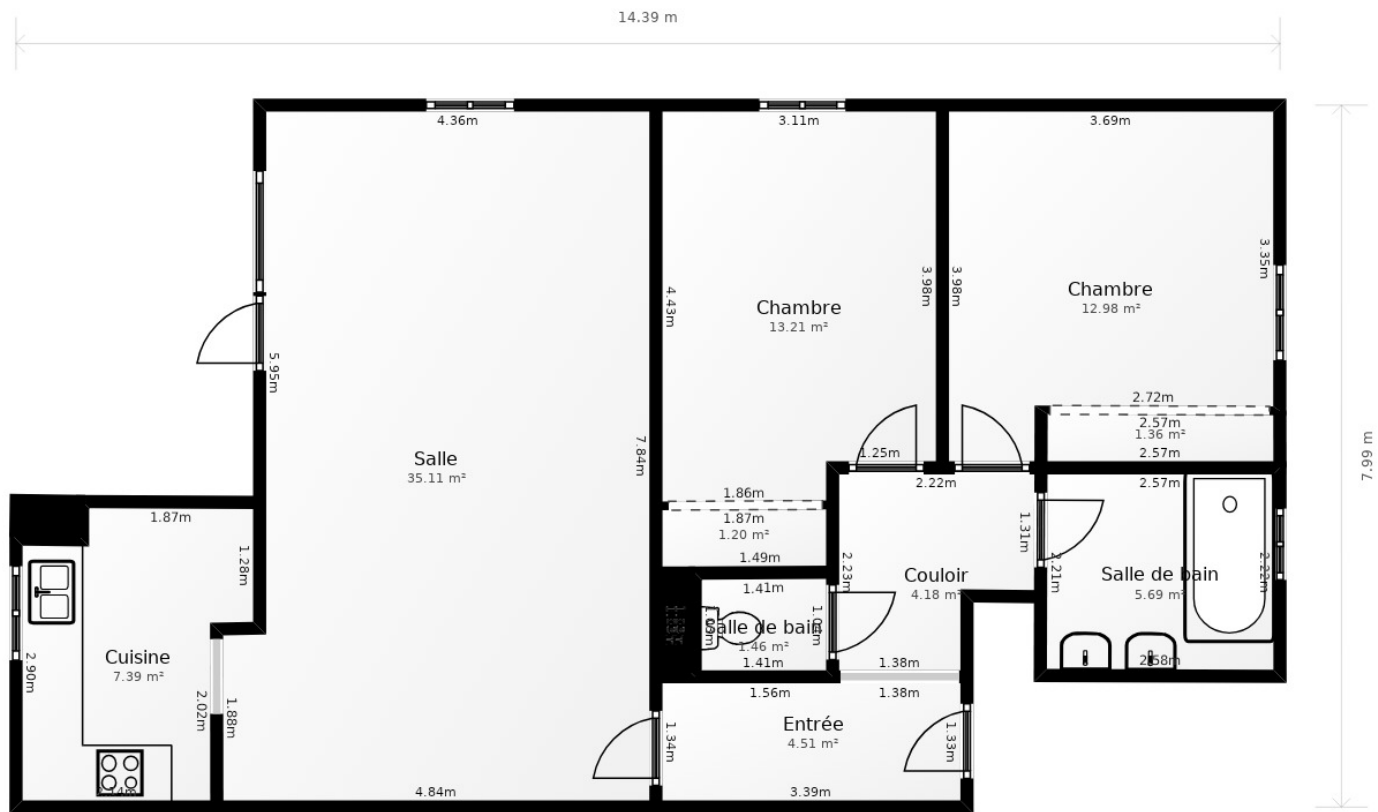 14.39 m
4.36m
3.11m
3.69m
3.35m
3.98m
3.98m
4.43m
Chambre
12.98 m²
Chambre
13.21 m²
5.95m
2.72m
2.57m
1.36 m²
2.57m
7.84m
7.99 m
Salle
35.11 m²
1.25m
2.22m
2.57m
1.86m
1.87m
1.20 m²
1.49m
1.87m
1.28m
1.31m
2.23m
2.21m
2.22m
Couloir
4.18 m²
Salle de bain
5.69 m²
1.41m
Salle de bain
1.46 m²
1.41m
1.38m
2.58m
Cuisine
7.39 m²
2.90m
2.02m
1.88m
1.56m
1.38m
Entrée
4.51 m²
1.34m
1.33m
2.14m
4.84m
3.39m